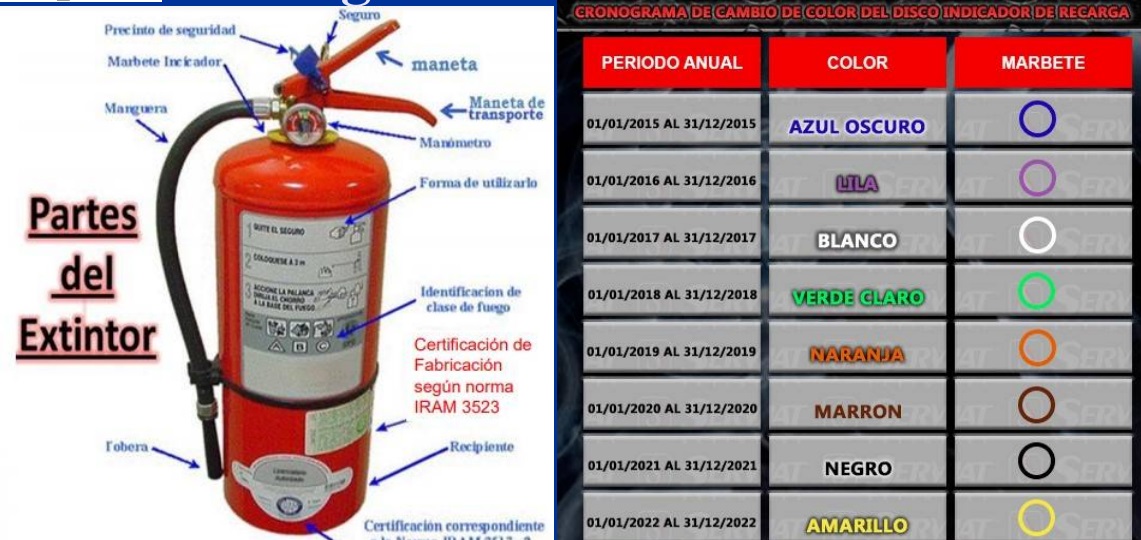 Seguro
Precinto de seguridad
Marbete Incicador
maneta
Manguera
Maneta de
transporte
Manómetro
Forma de utilizarlo
Partes
del
Extintor
1 QUITE EL SEGURO
2 COLOQUESE A 3 m
3 ACCIONE LA PALANCA
DIRIJA EL CHORRO
A LA BASE DEL FUEGO
A B C
Identificacion de
clase de fuego
Certificación de
Fabricación
según norma
IRAM 3523
Tobera
Recipiente
Certificación correspondiente
CRONOGRAMA DE CAMBIO DE COLOR DEL DISCO INDICADOR DE RECARGA
PERIODO ANUAL COLOR MARBETE
01/01/2015 AL 31/12/2015 AZUL OSCURO
01/01/2016 AL 31/12/2016 LILA
01/01/2017 AL 31/12/2017 BLANCO
01/01/2018 AL 31/12/2018 VERDE CLARO
01/01/2019 AL 31/12/2019 NARANJA
01/01/2020 AL 31/12/2020 MARRON
01/01/2021 AL 31/12/2021 NEGRO
01/01/2022 AL 31/12/2022 AMARILLO